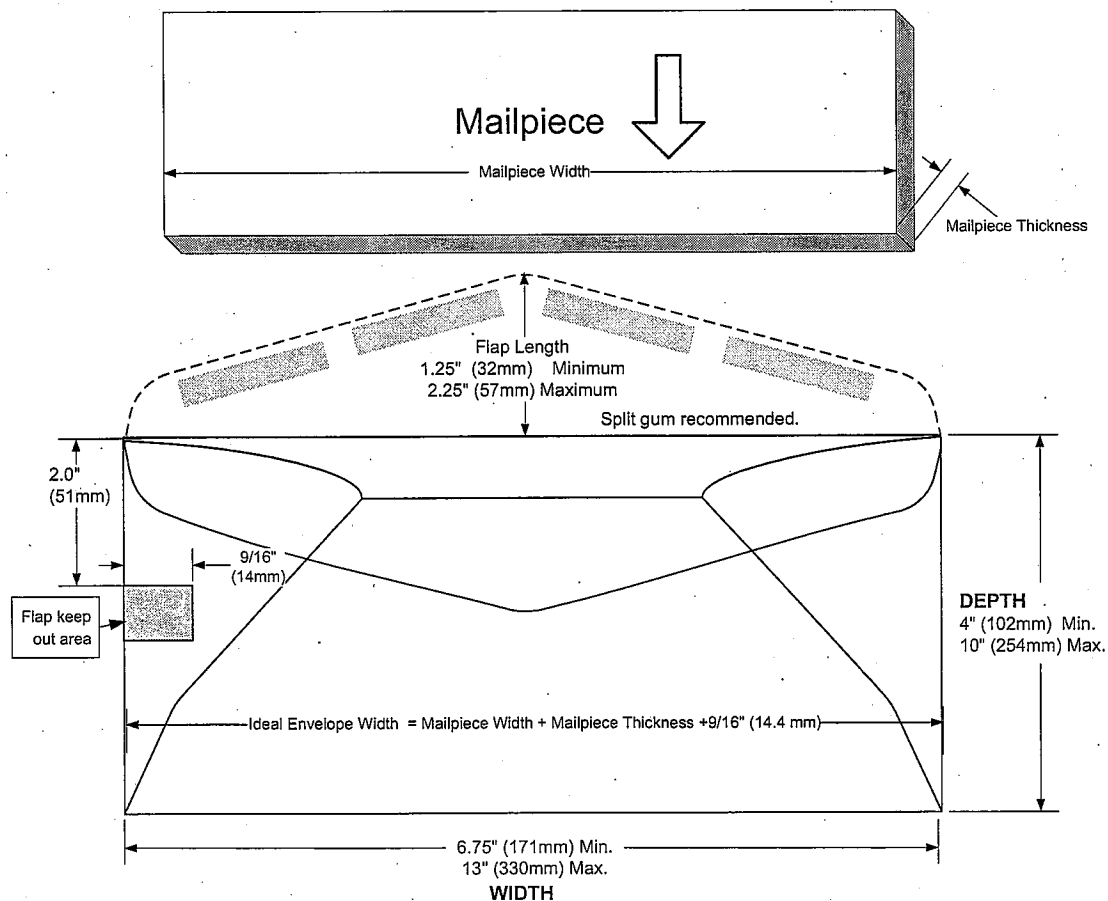 Mailpiece
Mailpiece Width
Mailpiece Thickness
Flap Length
1.25" (32mm) Minimum
2.25" (57mm) Maximum
Split gum recommended.
2.0"
(51mm)
9/16"
(14mm)
Flap keep
out area
DEPTH
4" (102mm) Min.
10" (254mm) Max.
Ideal Envelope Width = Mailpiece Width + Mailpiece Thickness +9/16" (14.4 mm)
6.75" (171mm) Min.
13" (330mm) Max.
WIDTH